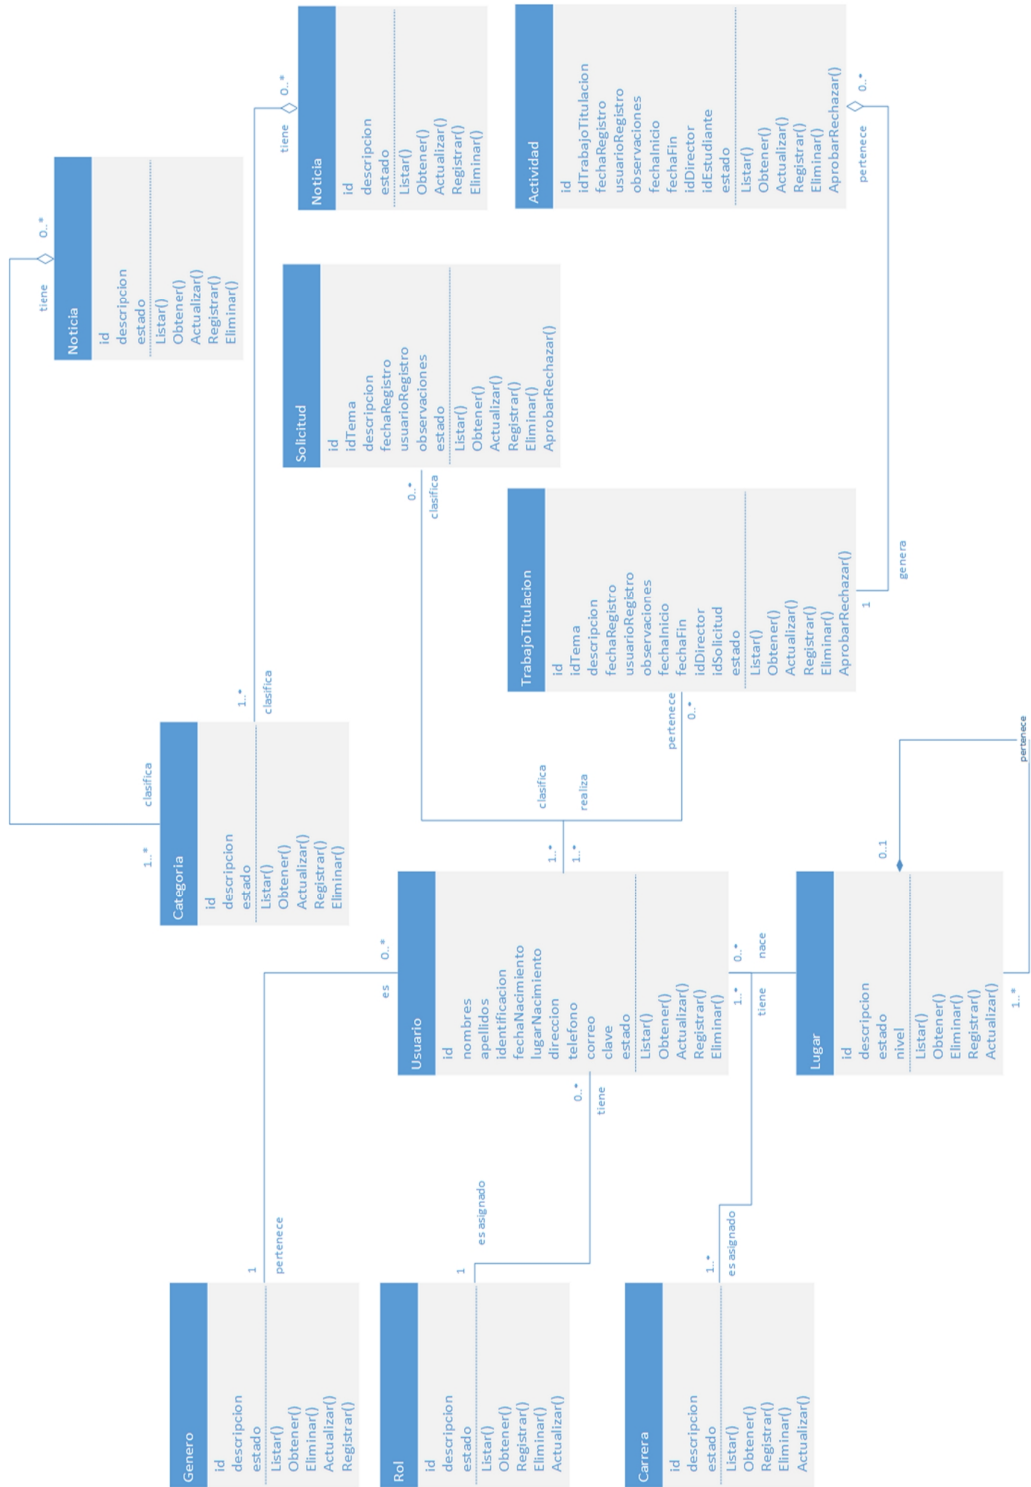 Genero
id
descripcion
estado
Listar()
Obtener()
Eliminar()
Actualizar()
Registrar()
1
pertenece
es
0..*
Rol
id
descripcion
estado
Listar()
Obtener()
Registrar()
Eliminar()
Actualizar()
1
es asignado
0..*
tiene
Carrera
id
descripcion
estado
Listar()
Obtener()
Registrar()
Eliminar()
Actualizar()
1..*
es asignado
Usuario
id
nombres
apellidos
identificacion
fechaNacimiento
lugarNacimiento
direccion
telefono
correo
clave
estado
Listar()
Obtener()
Actualizar()
Registrar()
Eliminar()
1..*
tiene
0..*
nace
Lugar
id
descripcion
estado
nivel
Listar()
Obtener()
Eliminar()
Registrar()
Actualizar()
0..1
1..*
pertenece
1..*
clasifica
1..*
realiza
Categoria
id
descripcion
estado
Listar()
Obtener()
Actualizar()
Registrar()
Eliminar()
1..*
clasifica
1..*
clasifica
TrabajoTitulacion
id
idTema
descripcion
fechaRegistro
usuarioRegistro
observaciones
fechaInicio
fechaFin
idDirector
idSolicitud
estado
Listar()
Obtener()
Actualizar()
Registrar()
Eliminar()
AprobarRechazar()
pertenece
0..*
1
genera
Solicitud
id
idTema
descripcion
fechaRegistro
usuarioRegistro
observaciones
estado
Listar()
Obtener()
Actualizar()
Registrar()
Eliminar()
AprobarRechazar()
0..*
clasifica
Noticia
id
descripcion
estado
Listar()
Obtener()
Actualizar()
Registrar()
Eliminar()
tiene
0..*
Noticia
id
descripcion
estado
Listar()
Obtener()
Actualizar()
Registrar()
Eliminar()
tiene
0..*
Actividad
id
idTrabajoTitulacion
fechaRegistro
usuarioRegistro
observaciones
fechaInicio
fechaFin
idDirector
idEstudiante
estado
Listar()
Obtener()
Actualizar()
Registrar()
Eliminar()
AprobarRechazar()
pertenece
0..*